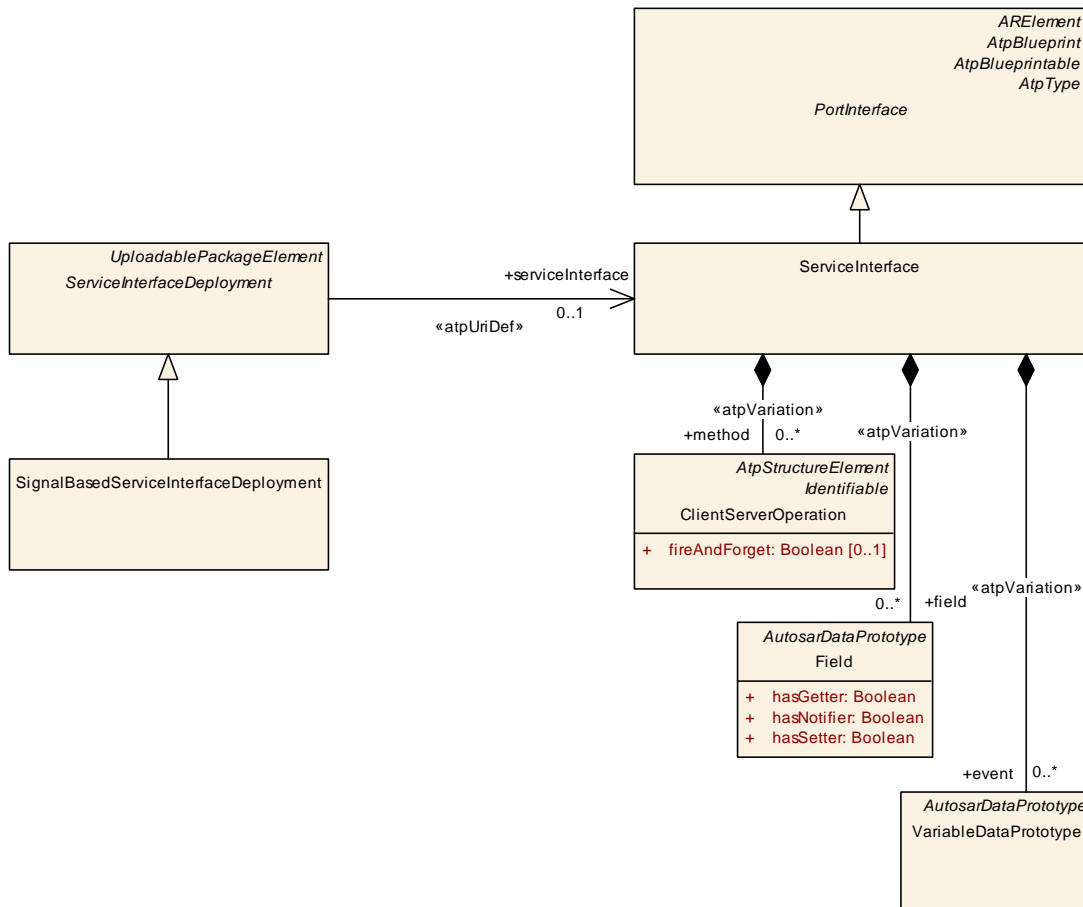 ARElement
AtpBlueprint
AtpBlueprintable
AtpType
PortInterface
UploadablePackageElement
ServiceInterfaceDeployment
+serviceInterface
0..1
«atpUriDef»
ServiceInterface
SignalBasedServiceInterfaceDeployment
«atpVariation»
+method 0..*
«atpVariation»
AtpStructureElement
Identifiable
ClientServerOperation
+ fireAndForget: Boolean [0..1]
«atpVariation»
0..* +field
AutosarDataPrototype
Field
+ hasGetter: Boolean
+ hasNotifier: Boolean
+ hasSetter: Boolean
+event 0..*
AutosarDataPrototype
VariableDataPrototype